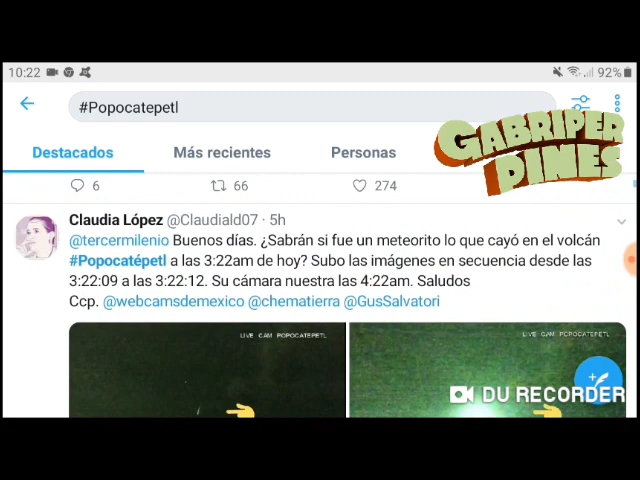 10:22
92%
#Popocatepetl
GABRIPER
PINES
Destacados
Más recientes
Personas
6
66
274
Claudia López @Claudiald07 · 5h
@tercermilenio Buenos días. ¿Sabrán si fue un meteorito lo que cayó en el volcán
#Popocatépetl a las 3:22am de hoy? Subo las imágenes en secuencia desde las
3:22:09 a las 3:22:12. Su cámara nuestra las 4:22am. Saludos
Ccp. @webcamsdemexico @chematierra @GusSalvatori
LIVE CAM POPOCATEPETL
LIVE CAM POPOCATEPETL
DU RECORDER